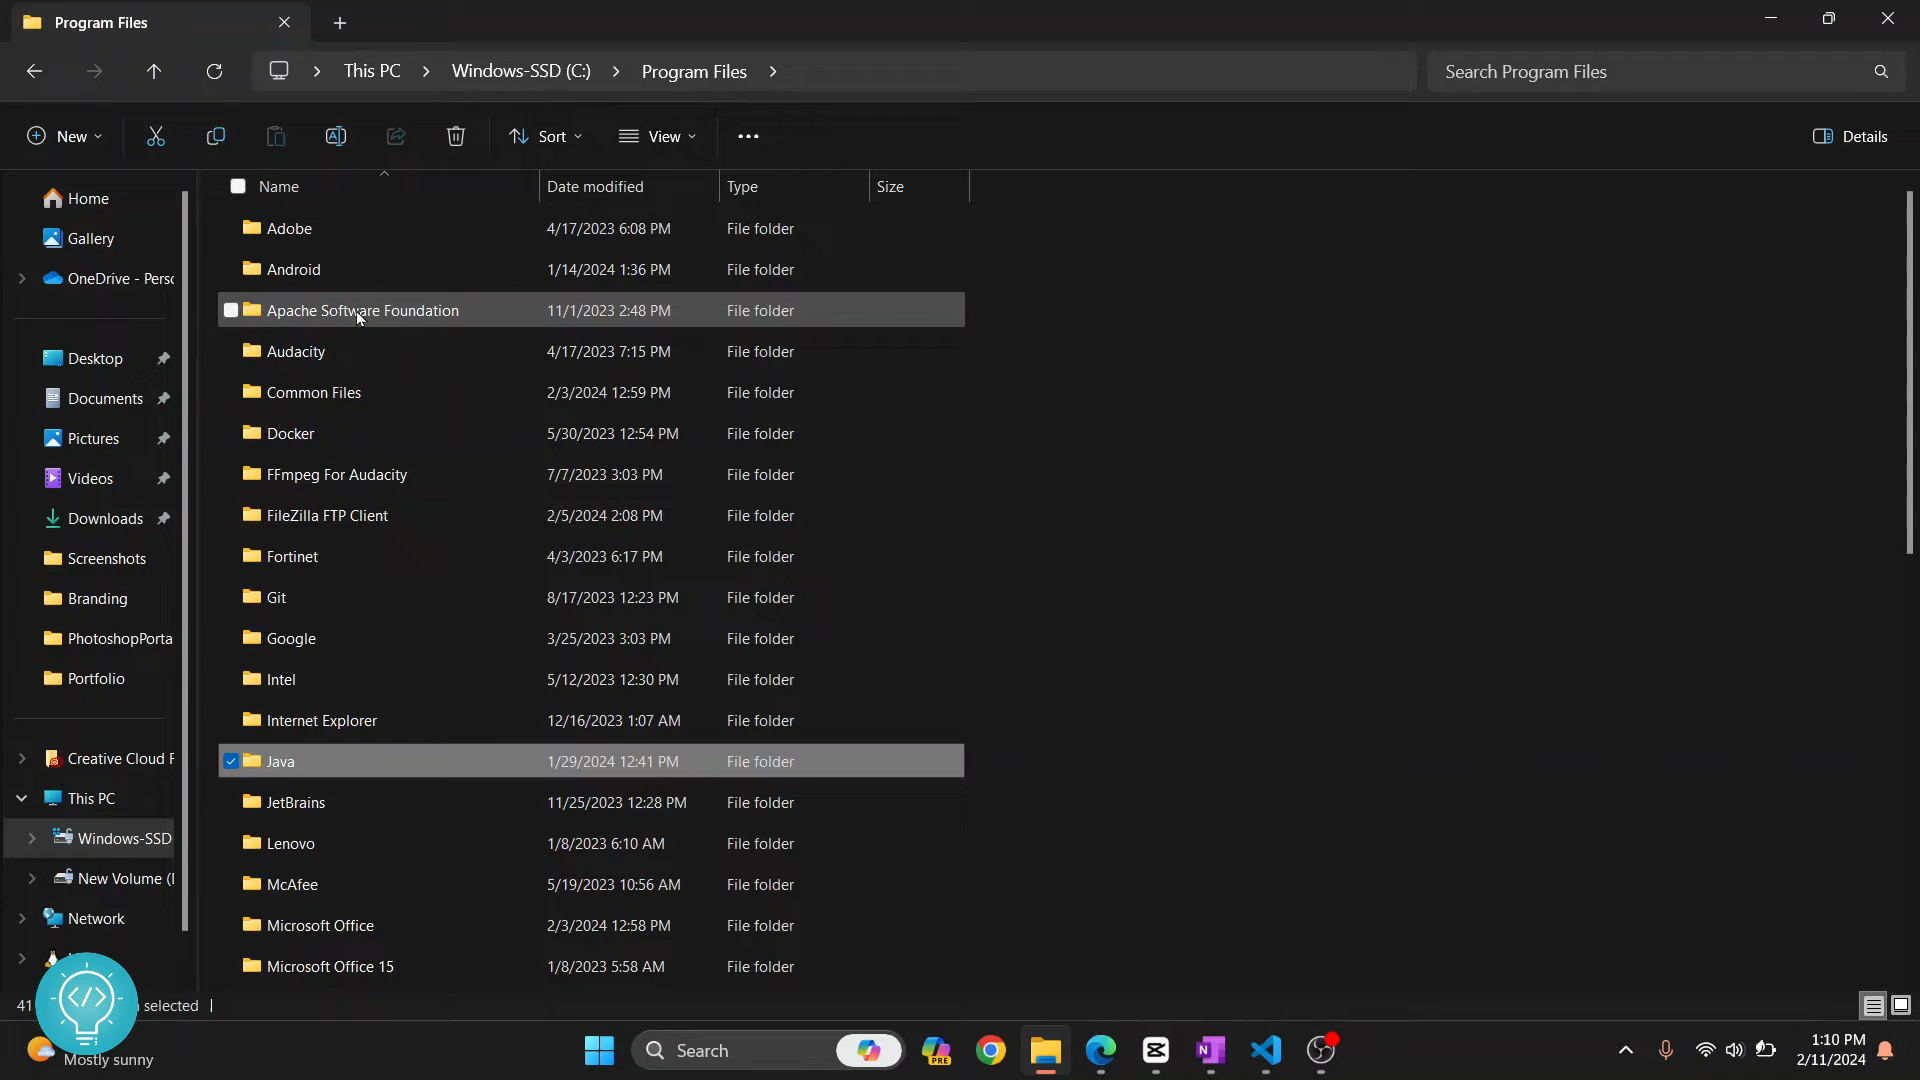 Program Files
This PC
Windows-SSD (C:)
Program Files
Search Program Files
New
Sort
View
Details
Name
Date modified
Type
Size
Home
Gallery
OneDrive - Pers
Desktop
Documents
Pictures
Videos
Downloads
Screenshots
Branding
PhotoshopPorta
Portfolio
Creative Cloud F
This PC
Windows-SSD
New Volume (
Network
Adobe 4/17/2023 6:08 PM File folder
Android 1/14/2024 1:36 PM File folder
Apache Software Foundation 11/1/2023 2:48 PM File folder
Audacity 4/17/2023 7:15 PM File folder
Common Files 2/3/2024 12:59 PM File folder
Docker 5/30/2023 12:54 PM File folder
FFmpeg For Audacity 7/7/2023 3:03 PM File folder
FileZilla FTP Client 2/5/2024 2:08 PM File folder
Fortinet 4/3/2023 6:17 PM File folder
Git 8/17/2023 12:23 PM File folder
Google 3/25/2023 3:03 PM File folder
Intel 5/12/2023 12:30 PM File folder
Internet Explorer 12/16/2023 1:07 AM File folder
Java 1/29/2024 12:41 PM File folder
JetBrains 11/25/2023 12:28 PM File folder
Lenovo 1/8/2023 6:10 AM File folder
McAfee 5/19/2023 10:56 AM File folder
Microsoft Office 2/3/2024 12:58 PM File folder
Microsoft Office 15 1/8/2023 5:58 AM File folder
41 selected
</>
Mostly sunny
Search
PRE
N
1:10 PM
2/11/2024